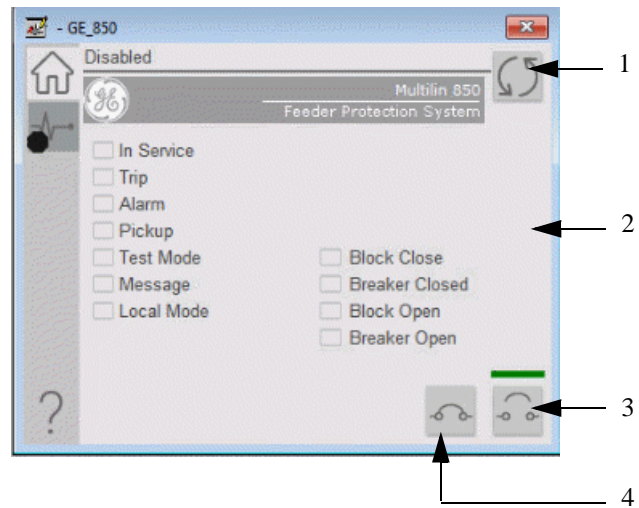 - GE_850
Disabled
1
Multilin 850
Feeder Protection System
In Service
Trip
Alarm
Pickup
2
Test Mode
Block Close
Message
Breaker Closed
Local Mode
Block Open
Breaker Open
?
3
4